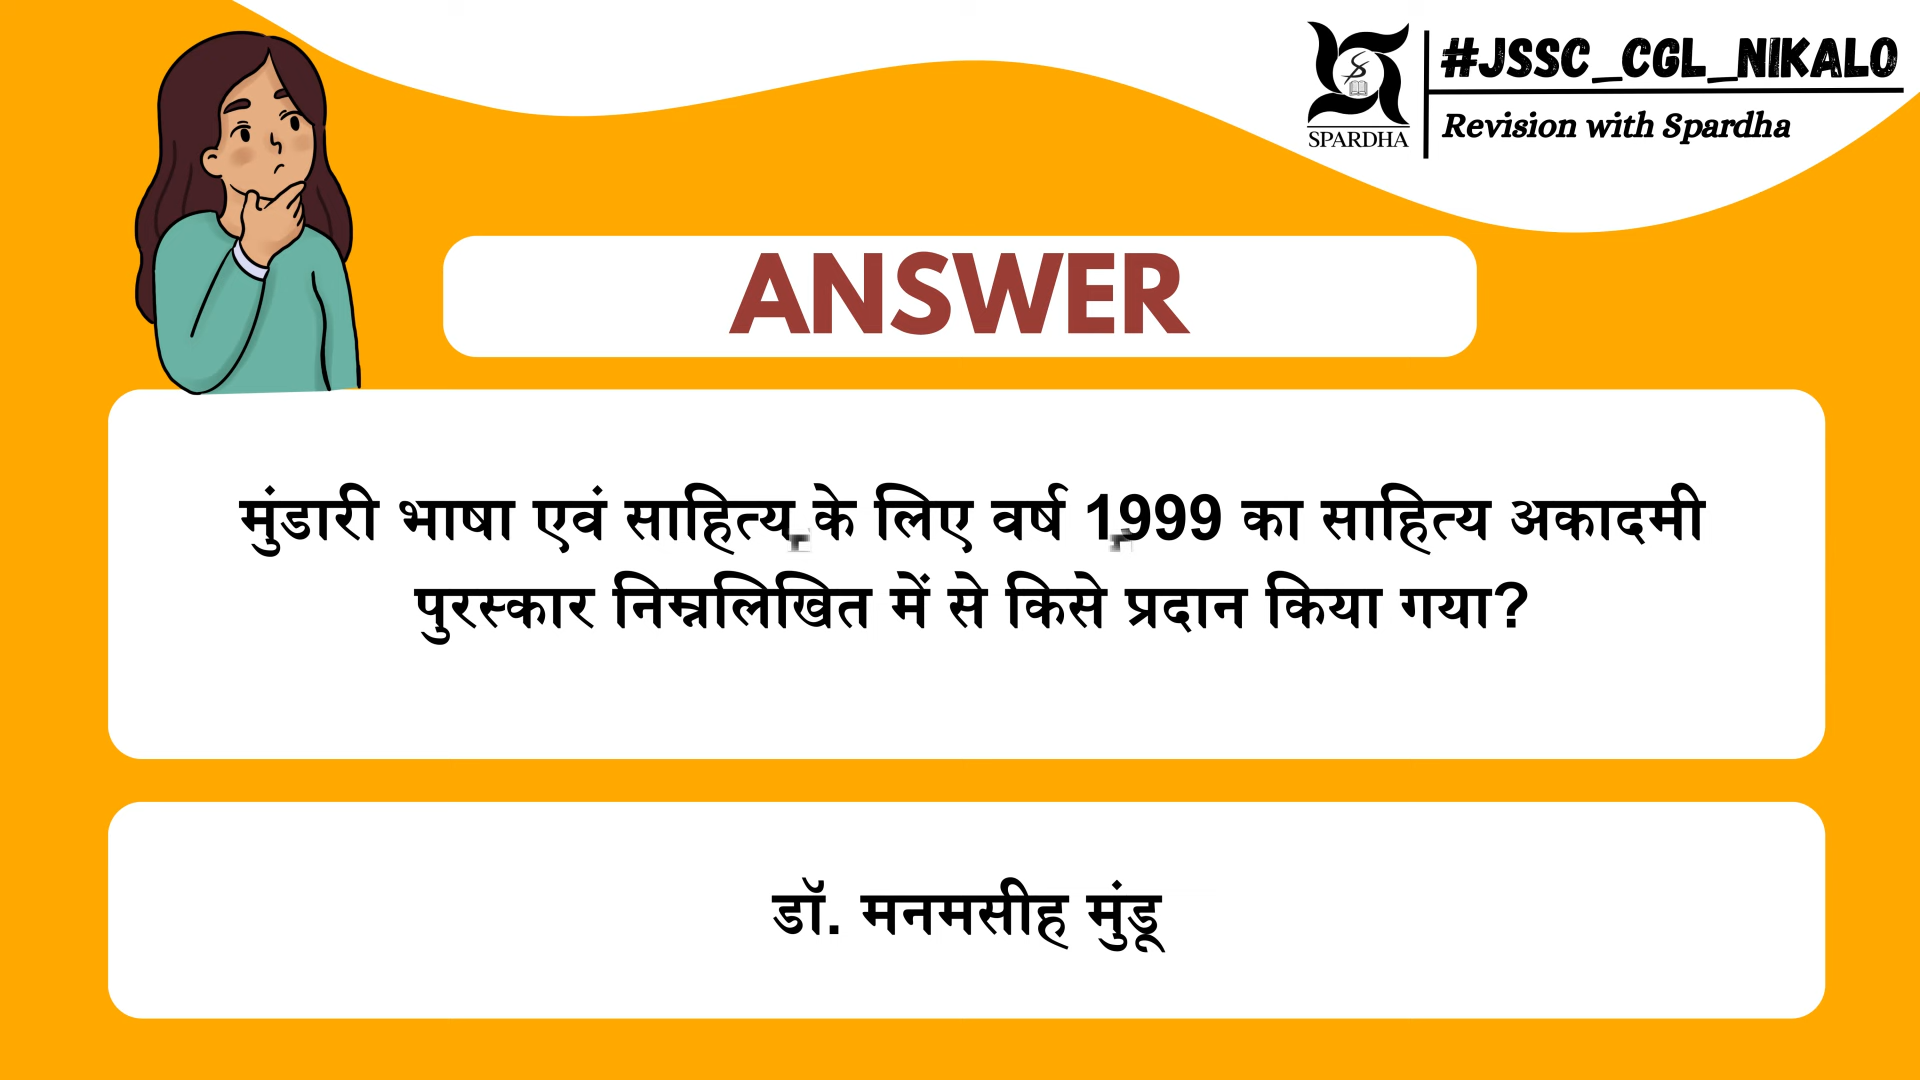 #JSSC_CGL_NIKALO
SPARDHA
Revision with Spardha
ANSWER
मुंडारी भाषा एवं साहित्य के लिए वर्ष 1999 का साहित्य अकादमी
पुरस्कार निम्नलिखित में से किसे प्रदान किया गया?
डॉ. मनमसीह मुंडू